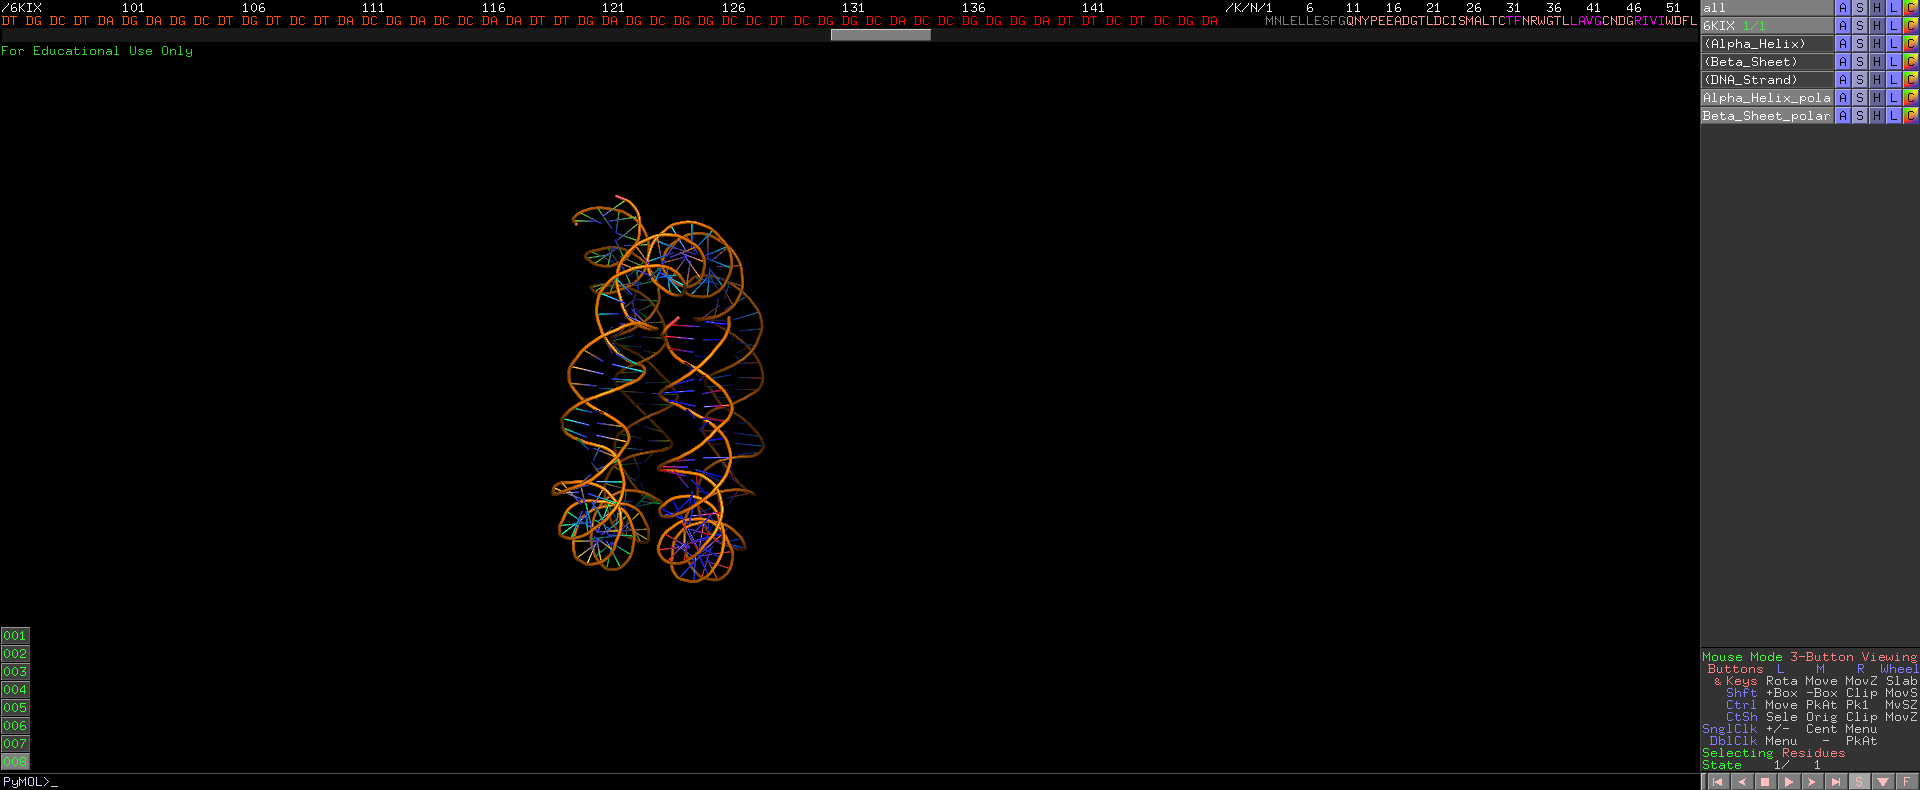 /6KIX 101 106 111 116 121 126 131 136 141 /K/N/1 6 11 16 21 26 31 36 41 46 51
DT DG DC DT DA DG DA DG DC DT DG DT DC DT DA DC DG DA DC DC DA DA DT DT DG DA DG DC DG DG DC DC DT DC DG DG DC DA DC DC DG DG DG DA DT DT DC DT DC DG DA MNLELLESFGQNYPEEADGTLDCISMALTCTFNRWGTLLAVGCNDGRIVIWDFL
For Educational Use Only
all A S H L C
6KIX 1/1 A S H L C
(Alpha_Helix) A S H L C
(Beta_Sheet) A S H L C
(DNA_Strand) A S H L C
Alpha_Helix_pola A S H L C
Beta_Sheet_polar A S H L C
001
002
003
004
005
006
007
008
Mouse Mode 3-Button Viewing
Buttons L M R Wheel
& Keys Rota Move MovZ Slab
Shft +Box -Box Clip MovS
Ctrl Move PkAt Pk1 MvSZ
CtSh Sele Orig Clip MovZ
SnglClk +/- Cent Menu
DblClk Menu - PkAt
Selecting Residues
State 1/ 1
PyMOL>_
S F